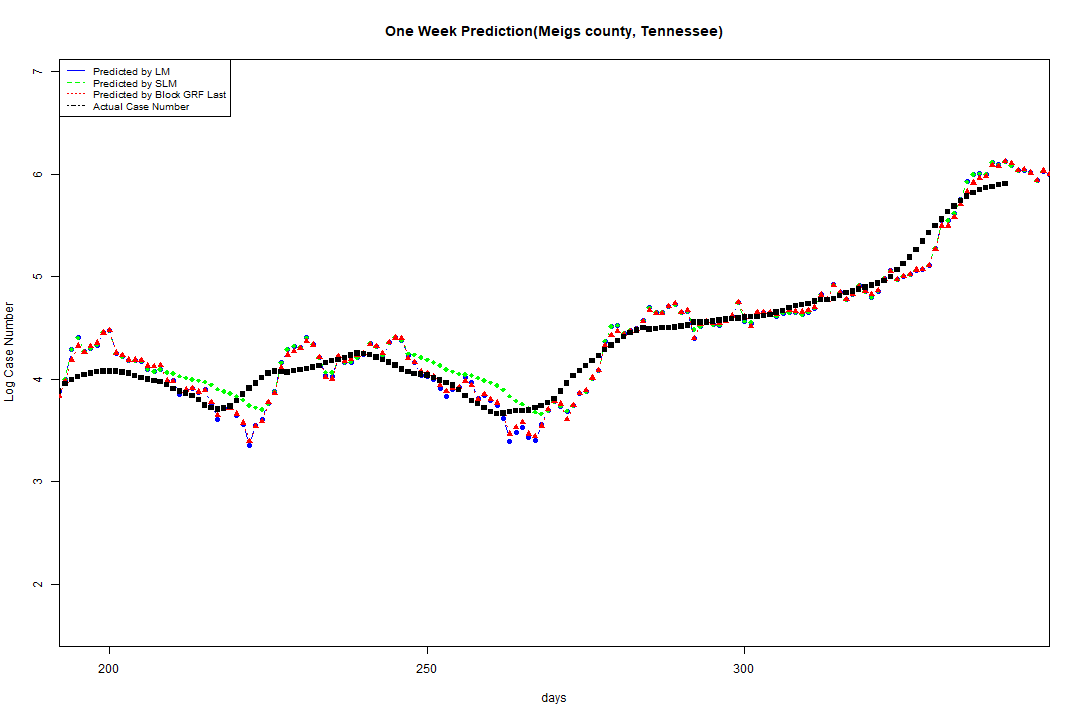 One Week Prediction(Meigs county, Tennessee)
Predicted by LM
Predicted by SLM
Predicted by Block GRF Last
Actual Case Number
7
6
5
4
3
2
Log Case Number
200
250
300
days